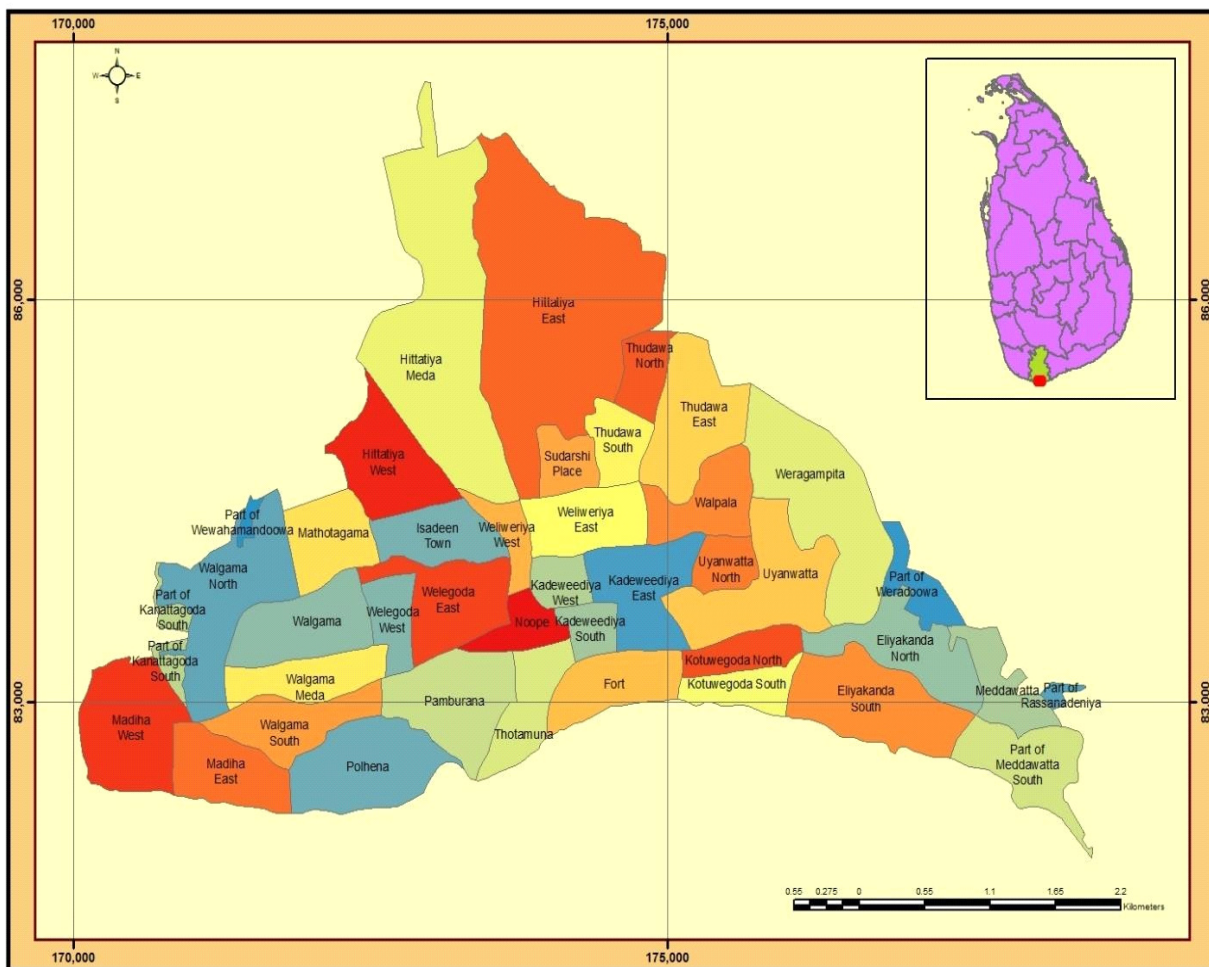 170,000
175,000
N
W
E
S
86,000
86,000
Hittatiya
East
Thudawa
North
Hittatiya
Meda
Thudawa
East
Thudawa
South
Hittatiya
West
Sudarshi
Place
Weragampita
Part of
Wewahamandoowa
Mathotagama
Isadeen
Town
Weliweriya
West
Weliweriya
East
Walpala
Walgama
North
Uyanwatta
North
Uyanwatta
Part of
Weradoowa
Part of
Kanattagoda
South
Walgama
Welegoda
West
Welegoda
East
Kadeweediya
West
Kadeweediya
East
Noope
Kadeweediya
South
Eliyakanda
North
Part of
Kanattagoda
South
Walgama
Meda
Kotuwegoda North
Kotuwegoda South
Pamburana
Fort
Eliyakanda
South
Meddawatta
Part of
Rassanadeniya
83,000
83,000
Madiha
West
Walgama
South
Thotamuna
Madiha
East
Polhena
Part of
Meddawatta
South
0.55 0.275 0 0.55 1.1 1.65 2.2
Kilometers
170,000
175,000